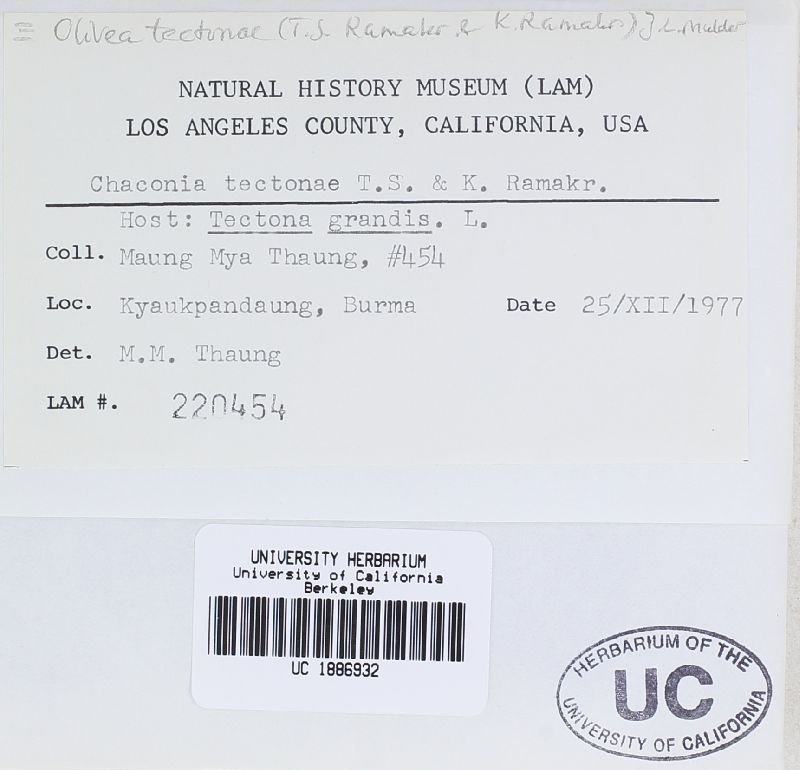 ≡ Olivea tectonae (T.S. Ramakr. & K. Ramakr.) J.L. Mulder
NATURAL HISTORY MUSEUM (LAM)
LOS ANGELES COUNTY, CALIFORNIA, USA
Chaconia tectonae T.S. & K. Ramakr.
Host: Tectona grandis. L.
Coll. Maung Mya Thaung, #454
Loc. Kyaukpandaung, Burma Date 25/XII/1977
Det. M.M. Thaung
LAM #. 220454
UNIVERSITY HERBARIUM
University of California
Berkeley
UC 1886932
HERBARIUM OF THE
UC
UNIVERSITY OF CALIFORNIA